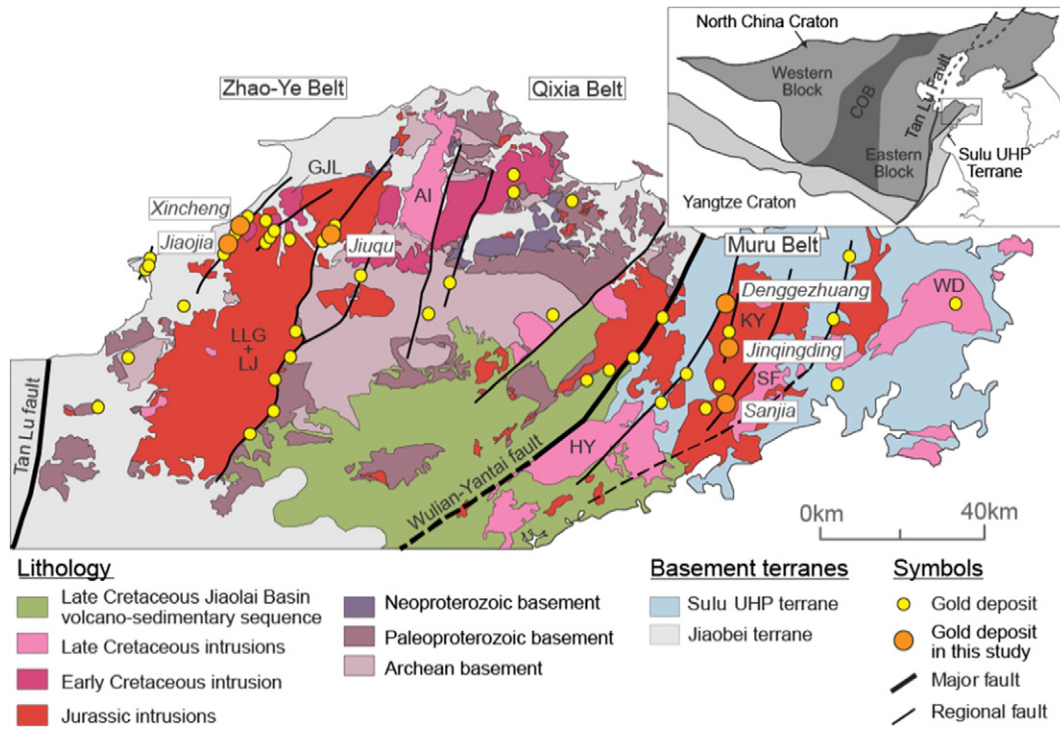 North China Craton
Western
Block
COB
Tan Lu Fault
Eastern
Block
Sulu UHP
Terrane
Yangtze Craton
Zhao-Ye Belt
Qixia Belt
GJL
AI
Xincheng
Jiaojia
Jiuqu
Muru Belt
Denggezhuang
WD
KY
Jinqingding
LLG
+
LJ
SF
Sanjia
Tan Lu fault
HY
Wulian-Yantai fault
0km
40km
Lithology
Late Cretaceous Jiaolai Basin
volcano-sedimentary sequence
Late Cretaceous intrusions
Early Cretaceous intrusion
Jurassic intrusions
Neoproterozoic basement
Paleoproterozoic basement
Archean basement
Basement terranes
Sulu UHP terrane
Jiaobei terrane
Symbols
Gold deposit
Gold deposit
in this study
Major fault
Regional fault